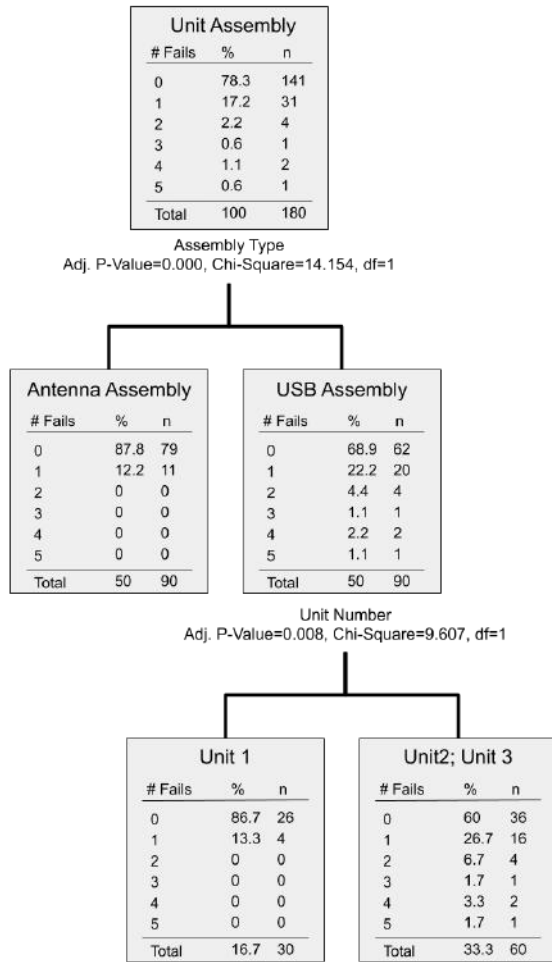 Unit Assembly
# Fails % n
0 78.3 141
1 17.2 31
2 2.2 4
3 0.6 1
4 1.1 2
5 0.6 1
Total 100 180
Assembly Type
Adj. P-Value=0.000, Chi-Square=14.154, df=1
Antenna Assembly
# Fails % n
0 87.8 79
1 12.2 11
2 0 0
3 0 0
4 0 0
5 0 0
Total 50 90
USB Assembly
# Fails % n
0 68.9 62
1 22.2 20
2 4.4 4
3 1.1 1
4 2.2 2
5 1.1 1
Total 50 90
Unit Number
Adj. P-Value=0.008, Chi-Square=9.607, df=1
Unit 1
# Fails % n
0 86.7 26
1 13.3 4
2 0 0
3 0 0
4 0 0
5 0 0
Total 16.7 30
Unit2; Unit 3
# Fails % n
0 60 36
1 26.7 16
2 6.7 4
3 1.7 1
4 3.3 2
5 1.7 1
Total 33.3 60